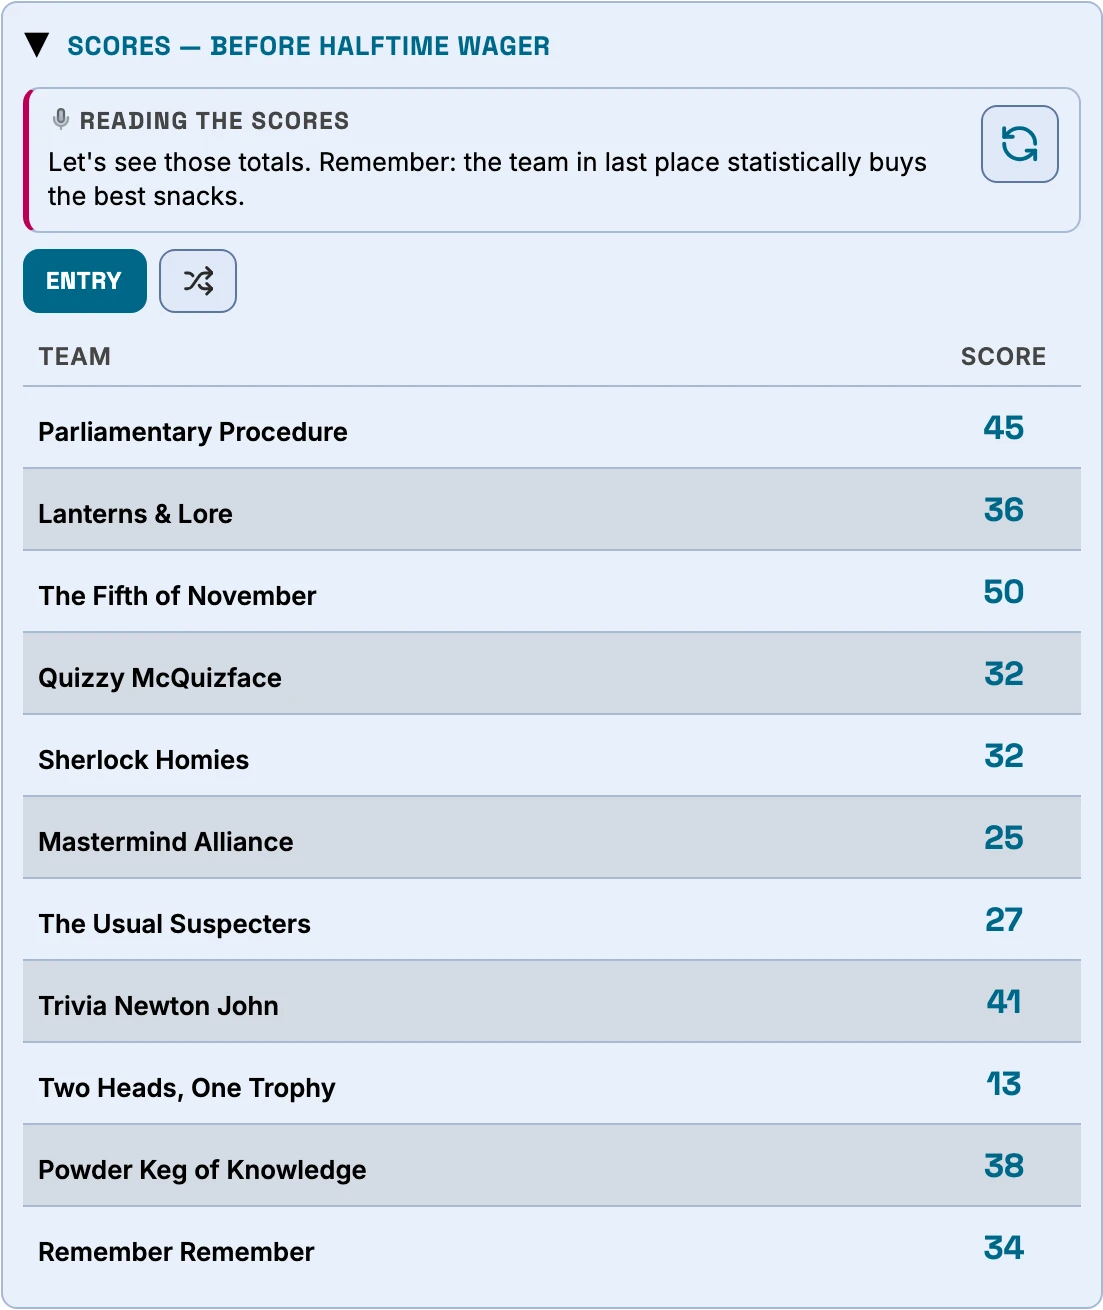 SCORES — BEFORE HALFTIME WAGER
READING THE SCORES
Let's see those totals. Remember: the team in last place statistically buys
the best snacks.
ENTRY
TEAM SCORE
Parliamentary Procedure 45
Lanterns & Lore 36
The Fifth of November 50
Quizzy McQuizface 32
Sherlock Homies 32
Mastermind Alliance 25
The Usual Suspecters 27
Trivia Newton John 41
Two Heads, One Trophy 13
Powder Keg of Knowledge 38
Remember Remember 34